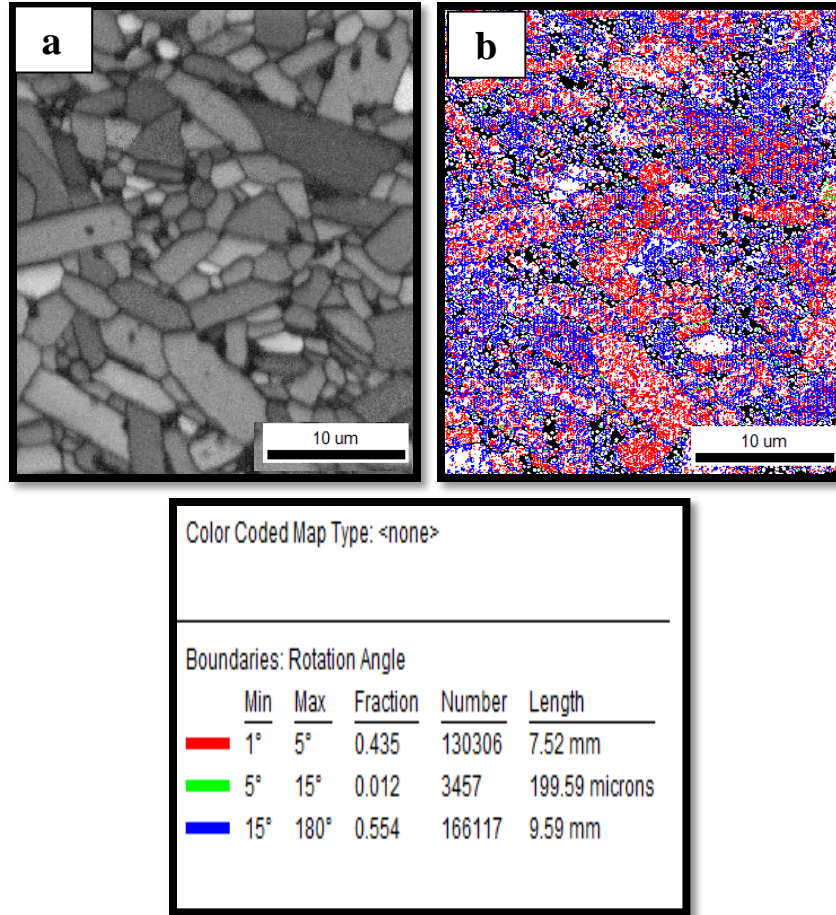 a
b
10 um
10 um
Color Coded Map Type: <none>
Boundaries: Rotation Angle
Min Max Fraction Number Length
1° 5° 0.435 130306 7.52 mm
5° 15° 0.012 3457 199.59 microns
15° 180° 0.554 166117 9.59 mm